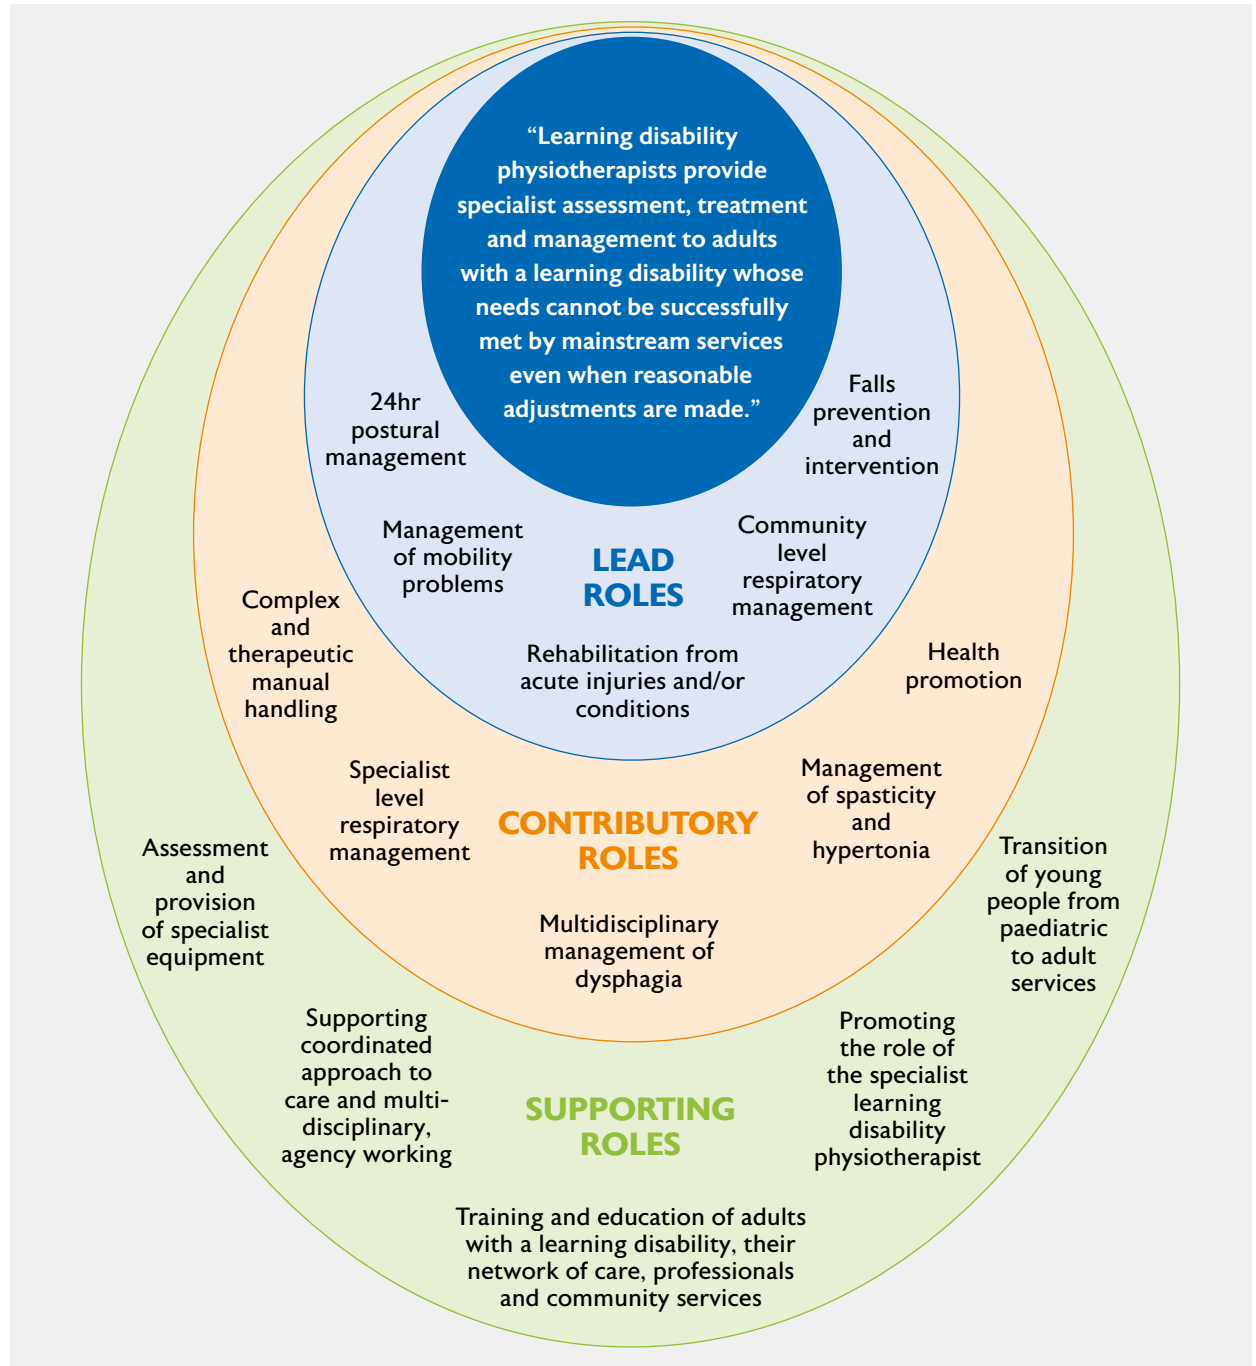 “Learning disability
physiotherapists provide
specialist assessment, treatment
and management to adults
with a learning disability whose
needs cannot be successfully
met by mainstream services
even when reasonable
adjustments are made.”
24hr
postural
management
Falls
prevention
and
intervention
Management
of mobility
problems
LEAD
ROLES
Community
level
respiratory
management
Rehabilitation from
acute injuries and/or
conditions
Complex
and
therapeutic
manual
handling
Health
promotion
Specialist
level
respiratory
management
CONTRIBUTORY
ROLES
Management
of spasticity
and
hypertonia
Multidisciplinary
management of
dysphagia
Assessment
and
provision
of specialist
equipment
Transition
of young
people from
paediatric
to adult
services
Supporting
coordinated
approach to
care and multi-
disciplinary,
agency working
SUPPORTING
ROLES
Promoting
the role of
the specialist
learning
disability
physiotherapist
Training and education of adults
with a learning disability, their
network of care, professionals
and community services